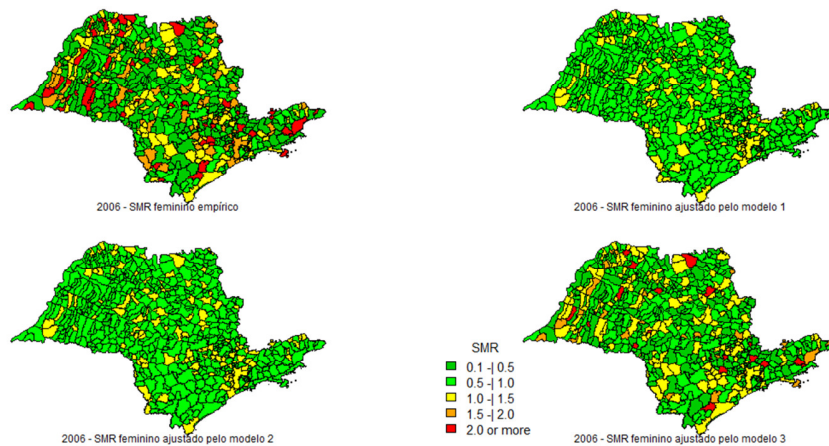 2006 - SMR feminino empírico
2006 - SMR feminino ajustado pelo modelo 1
2006 - SMR feminino ajustado pelo modelo 2
SMR
0.1 -| 0.5
0.5 -| 1.0
1.0 -| 1.5
1.5 -| 2.0
2.0 or more
2006 - SMR feminino ajustado pelo modelo 3